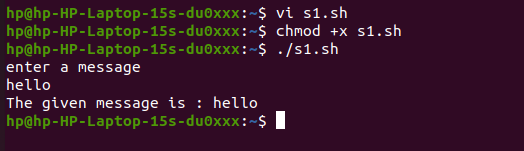 hp@hp-HP-Laptop-15s-du0xxx:~$ vi s1.sh
hp@hp-HP-Laptop-15s-du0xxx:~$ chmod +x s1.sh
hp@hp-HP-Laptop-15s-du0xxx:~$ ./s1.sh
enter a message
hello
The given message is : hello
hp@hp-HP-Laptop-15s-du0xxx:~$